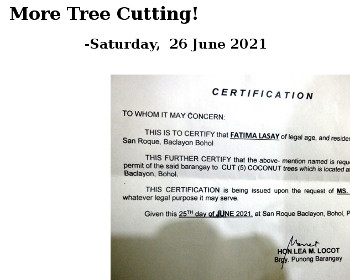 More Tree Cutting!
-Saturday, 26 June 2021
CERTIFICATION
TO WHOM IT MAY CONCERN:
THIS IS TO CERTIFY that FATIMA LASAY of legal age, and
San Roque, Baclayon Bohol
THIS FURTHER CERTIFY that the above- mention named is
permit of the said barangay to CUT (5) COCONUT trees which is located
Baclayon, Bohol.
THIS CERTIFICATION is being issued upon the request of MS.
whatever legal purpose it may serve.
Given this 25TH day of JUNE 2021, at San Roque Baclayon, Bohol,
HON.LEA M. LOCOT
Brgy. Punong Barangay